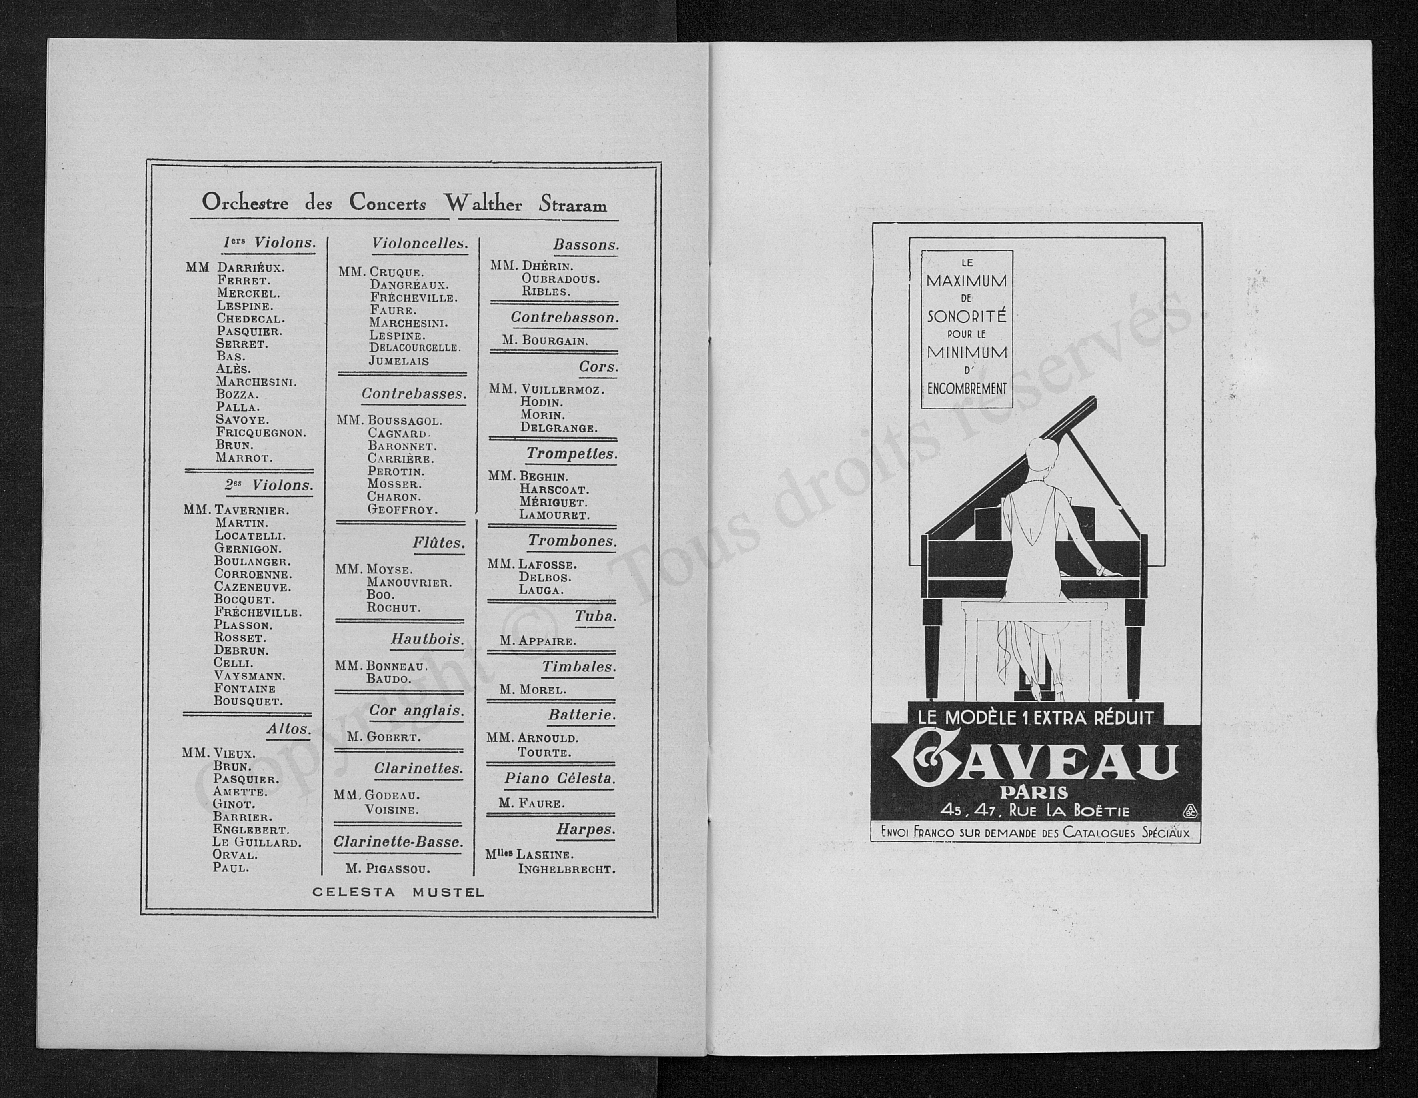 Orchestre des Concerts Walther Straram
1ers Violons.
MM DARRIÉUX.
FERRET.
MERCKEL.
LESPINE.
CHEDECAL.
PASQUIER.
SERRET.
BAS.
ALÈS.
MARCHESINI.
BOZZA.
PALLA.
SAVOYE.
FRICQUEGNON.
BRUN.
MARROT.
2es Violons.
MM. TAVERNIER.
MARTIN.
LOCATELLI.
GERNIGON.
BOULANGER.
CORROENNE.
CAZENEUVE.
BOCQUET.
FRÉCHEVILLE.
PLASSON.
ROSSET.
DEBRUN.
CELLI.
VAYSMANN.
FONTAINE
BOUSQUET.
Altos.
MM. VIEUX.
BRUN.
PASQUIER.
AMETTE.
GINOT.
BARRIER.
ENGLEBERT.
LE GUILLARD.
ORVAL.
PAUL.
Violoncelles.
MM. CRUQUE.
DANGREAUX.
FRÉCHEVILLE.
FAURE.
MARCHESINI.
LESPINE.
DELACOURCELLE.
JUMELAIS
Contrebasses.
MM. BOUSSAGOL.
CAGNARD.
BARONNET.
CARRIÈRE.
PEROTIN.
MOSSER.
CHARON.
GEOFFROY.
Flûtes.
MM. MOYSE.
MANOUVRIER.
BOO.
ROCHUT.
Hautbois.
MM. BONNEAU.
BAUDO.
Cor anglais.
M. GOBERT.
Clarinettes.
MM. GODEAU.
VOISINE.
Clarinette-Basse.
M. PIGASSOU.
Bassons.
MM. DHÉRIN.
OUBRADOUS.
RIBLES.
Contrebasson.
M. BOURGAIN.
Cors.
MM. VUILLERMOZ.
HODIN.
MORIN.
DELGRANGE.
Trompettes.
MM. BEGHIN.
HARSCOAT.
MÉRIGUET.
LAMOURET.
Trombones.
MM. LAFOSSE.
DELBOS.
LAUGA.
Tuba.
M. APPAIRE.
Timbales.
M. MOREL.
Batterie.
MM. ARNOULD.
TOURTE.
Piano Célesta.
M. FAURE.
Harpes.
Mlles LASKINE.
INGHELBRECHT.
CELESTA MUSTEL
LE
MAXIMUM
DE
SONORITÉ
POUR LE
MINIMUM
D'
ENCOMBREMENT
LE MODÈLE 1 EXTRA RÉDUIT
GAVEAU
PARIS
45, 47, RUE LA BOËTIE
ENVOI FRANCO SUR DEMANDE DES CATALOGUES SPÉCIAUX
Copyright © Tous droits réservés.